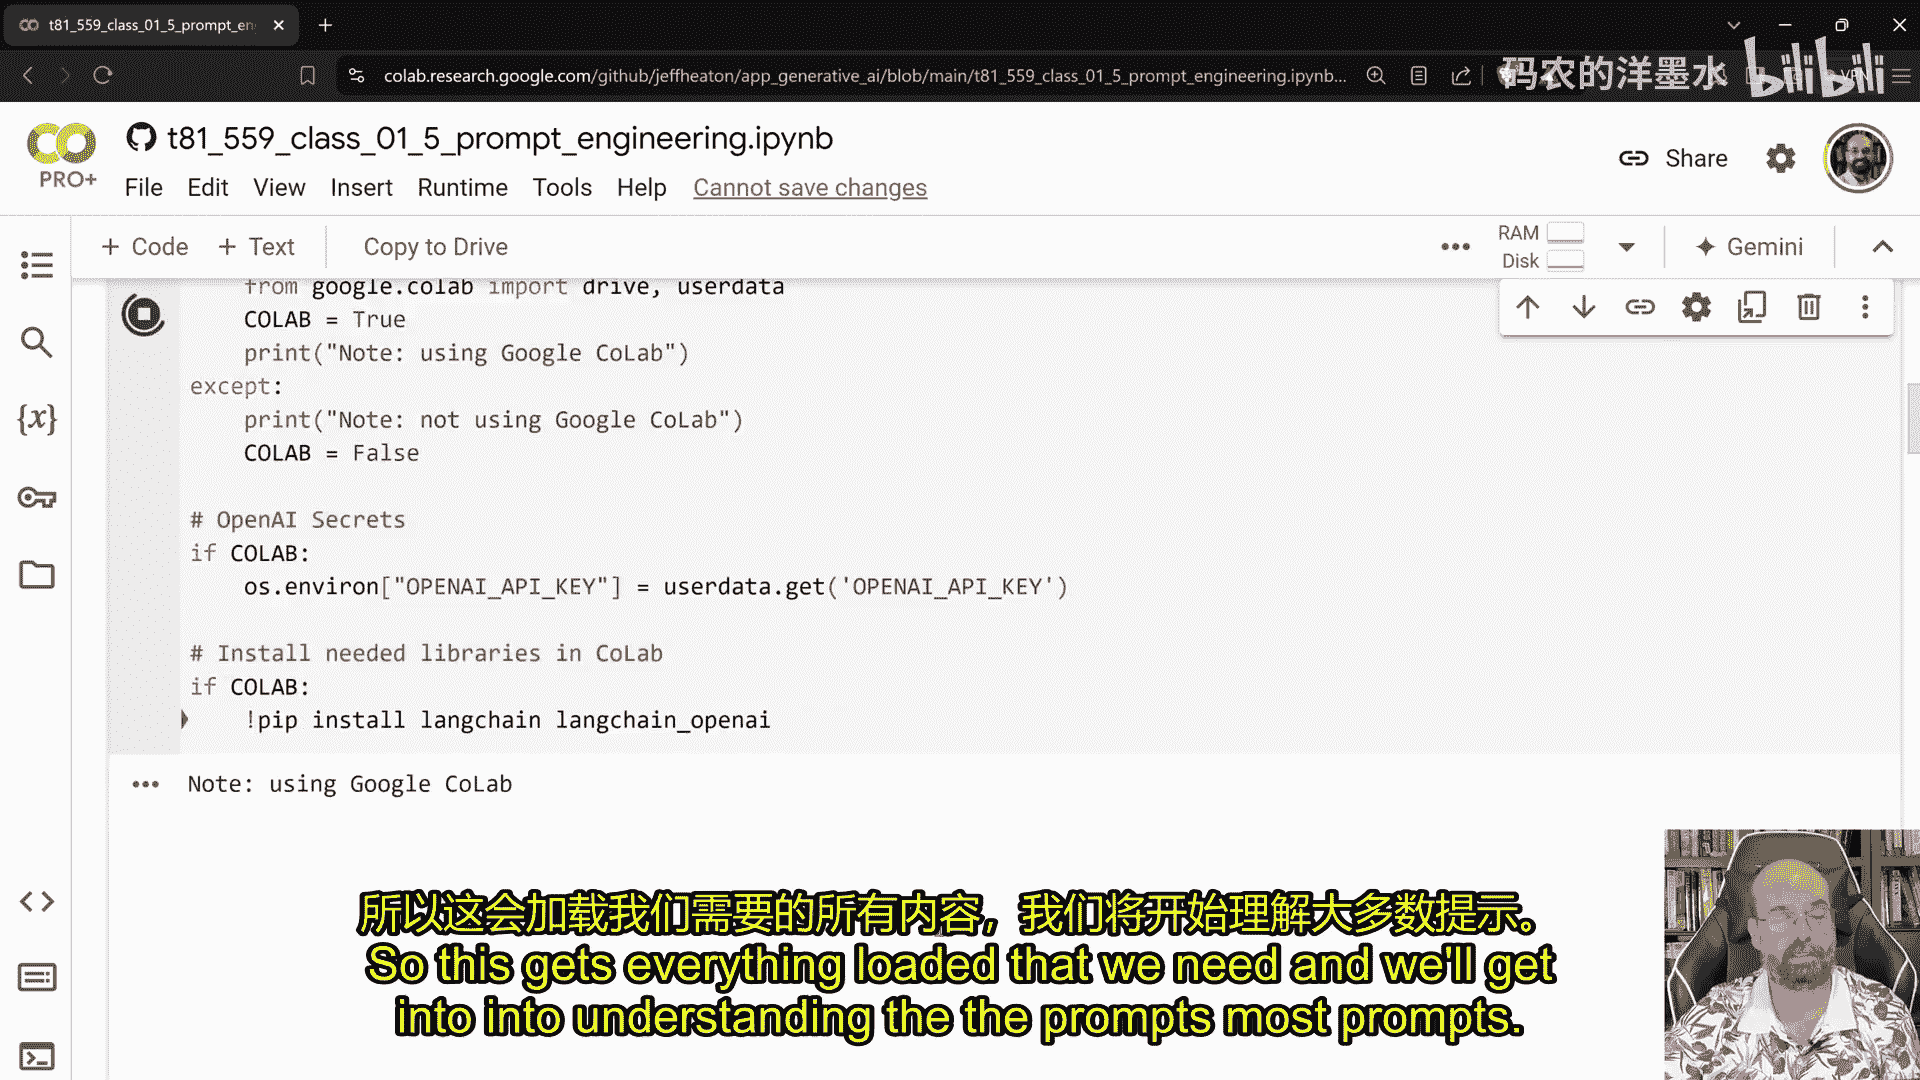 t81_559_class_01_5_prompt_en
colab.research.google.com/github/jeffheaton/app_generative_ai/blob/main/t81_559_class_01_5_prompt_engineering.ipynb...
码农的洋墨水
bilibili
VPN
t81_559_class_01_5_prompt_engineering.ipynb
PRO+
File Edit View Insert Runtime Tools Help Cannot save changes
Share
+ Code + Text Copy to Drive
RAM
Disk
Gemini
from google.colab import drive, userdata
COLAB = True
print("Note: using Google CoLab")
except:
print("Note: not using Google CoLab")
COLAB = False
# OpenAI Secrets
if COLAB:
os.environ["OPENAI_API_KEY"] = userdata.get('OPENAI_API_KEY')
# Install needed libraries in CoLab
if COLAB:
!pip install langchain langchain_openai
Note: using Google CoLab
所以这会加载我们需要的所有内容，我们将开始理解大多数提示。
So this gets everything loaded that we need and we'll get
into into understanding the the prompts most prompts.